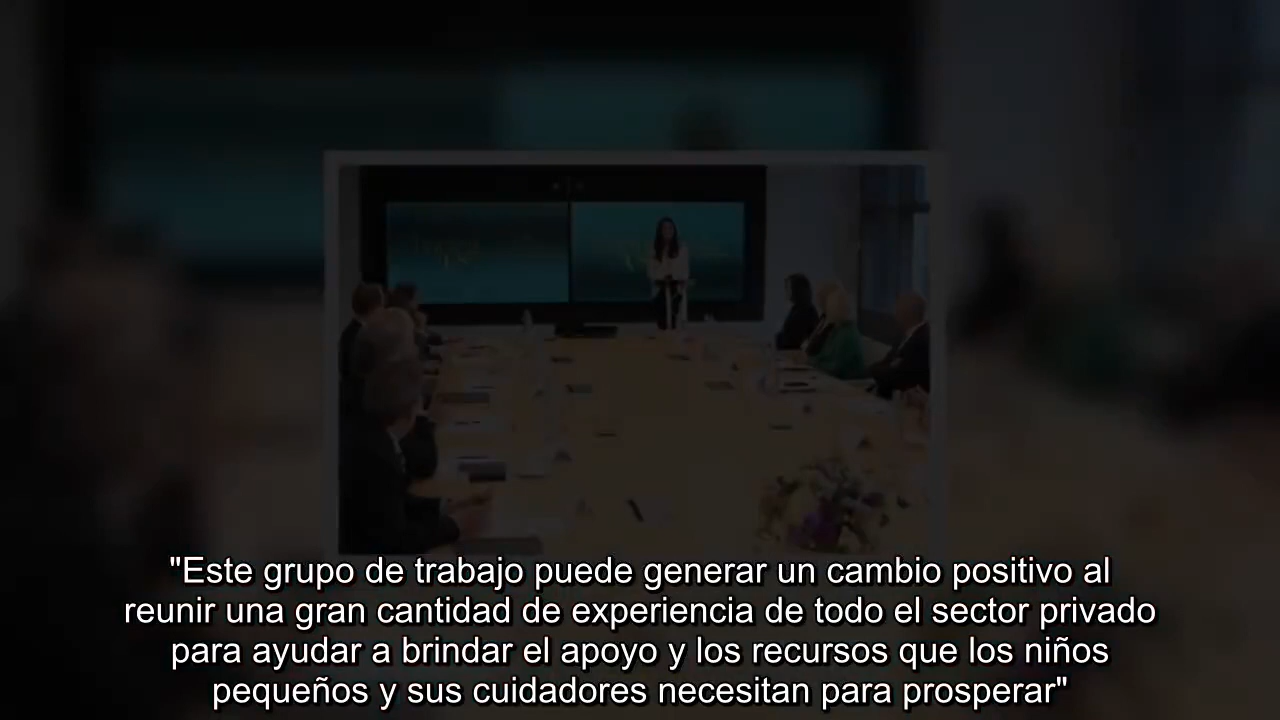 "Este grupo de trabajo puede generar un cambio positivo al
reunir una gran cantidad de experiencia de todo el sector privado
para ayudar a brindar el apoyo y los recursos que los niños
pequeños y sus cuidadores necesitan para prosperar"